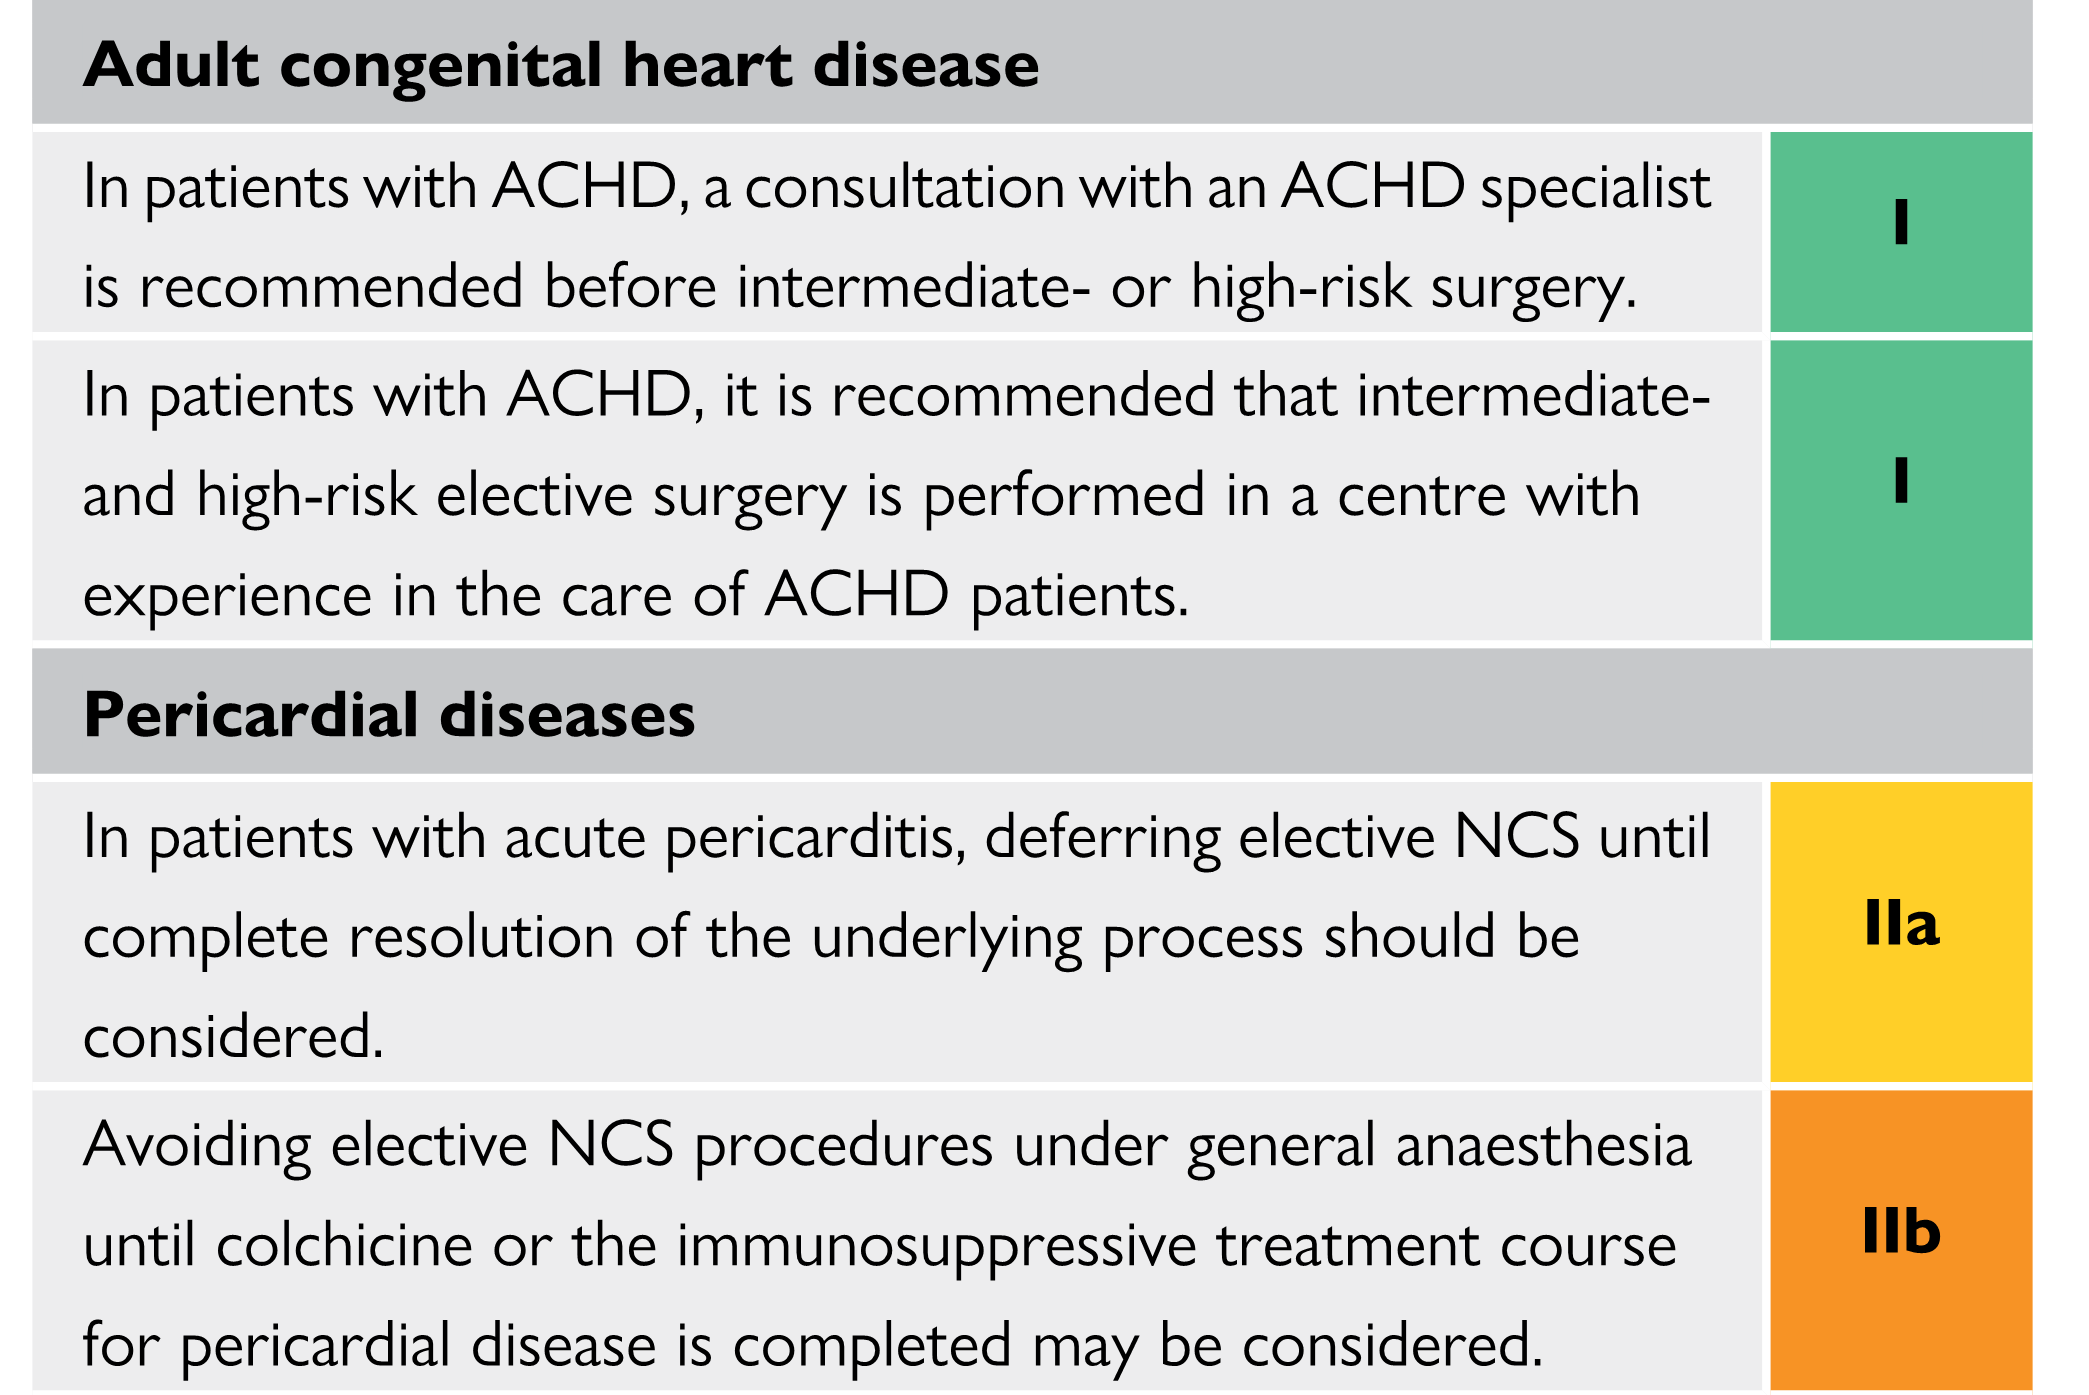 Adult congenital heart disease
In patients with ACHD, a consultation with an ACHD specialist
is recommended before intermediate- or high-risk surgery.
I
In patients with ACHD, it is recommended that intermediate-
and high-risk elective surgery is performed in a centre with
experience in the care of ACHD patients.
I
Pericardial diseases
In patients with acute pericarditis, deferring elective NCS until
complete resolution of the underlying process should be
considered.
IIa
Avoiding elective NCS procedures under general anaesthesia
until colchicine or the immunosuppressive treatment course
for pericardial disease is completed may be considered.
IIb